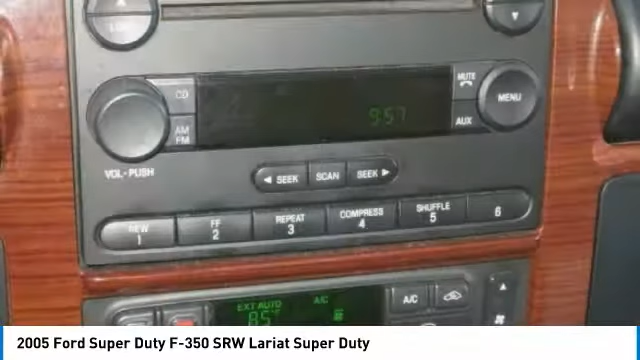 CD
AM
FM
VOL-PUSH
9:57
MUTE
AUX
MENU
SEEK
SCAN
SEEK
REW
1
FF
2
REPEAT
3
COMPRESS
4
SHUFFLE
5
6
EXT AUTO
85°F
A/C
A/C
2005 Ford Super Duty F-350 SRW Lariat Super Duty